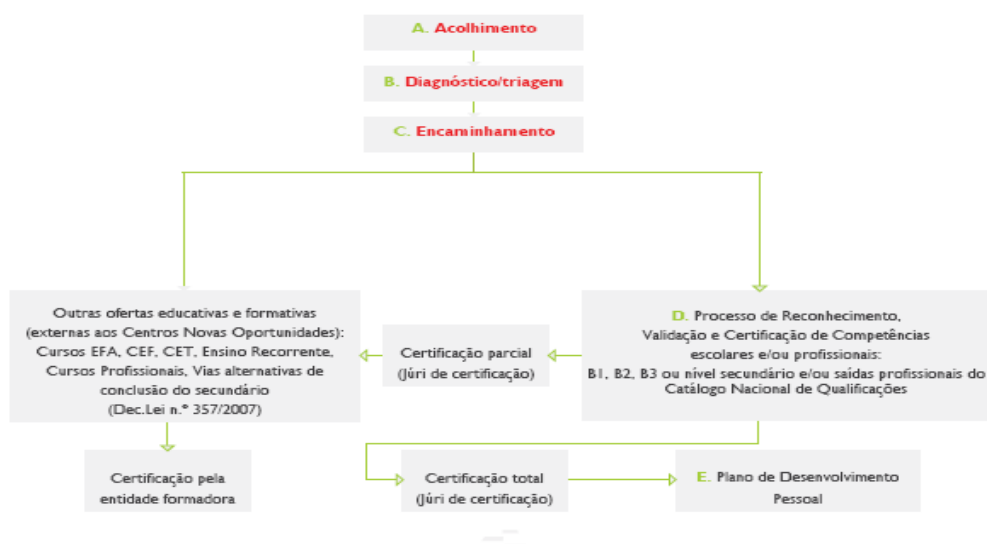 A. Acolhimento
B. Diagnóstico/triagem
C. Encaminhamento
Outras ofertas educativas e formativas
(externas aos Centros Novas Oportunidades):
Cursos EFA, CEF, CET, Ensino Recorrente,
Cursos Profissionais, Vias alternativas de
conclusão do secundário
(Dec.Lei n.º 357/2007)
Certificação parcial
(Júri de certificação)
D. Processo de Reconhecimento,
Validação e Certificação de Competências
escolares e/ou profissionais:
B1, B2, B3 ou nível secundário e/ou saídas profissionais do
Catálogo Nacional de Qualificações
Certificação pela
entidade formadora
Certificação total
(Júri de certificação)
E. Plano de Desenvolvimento
Pessoal